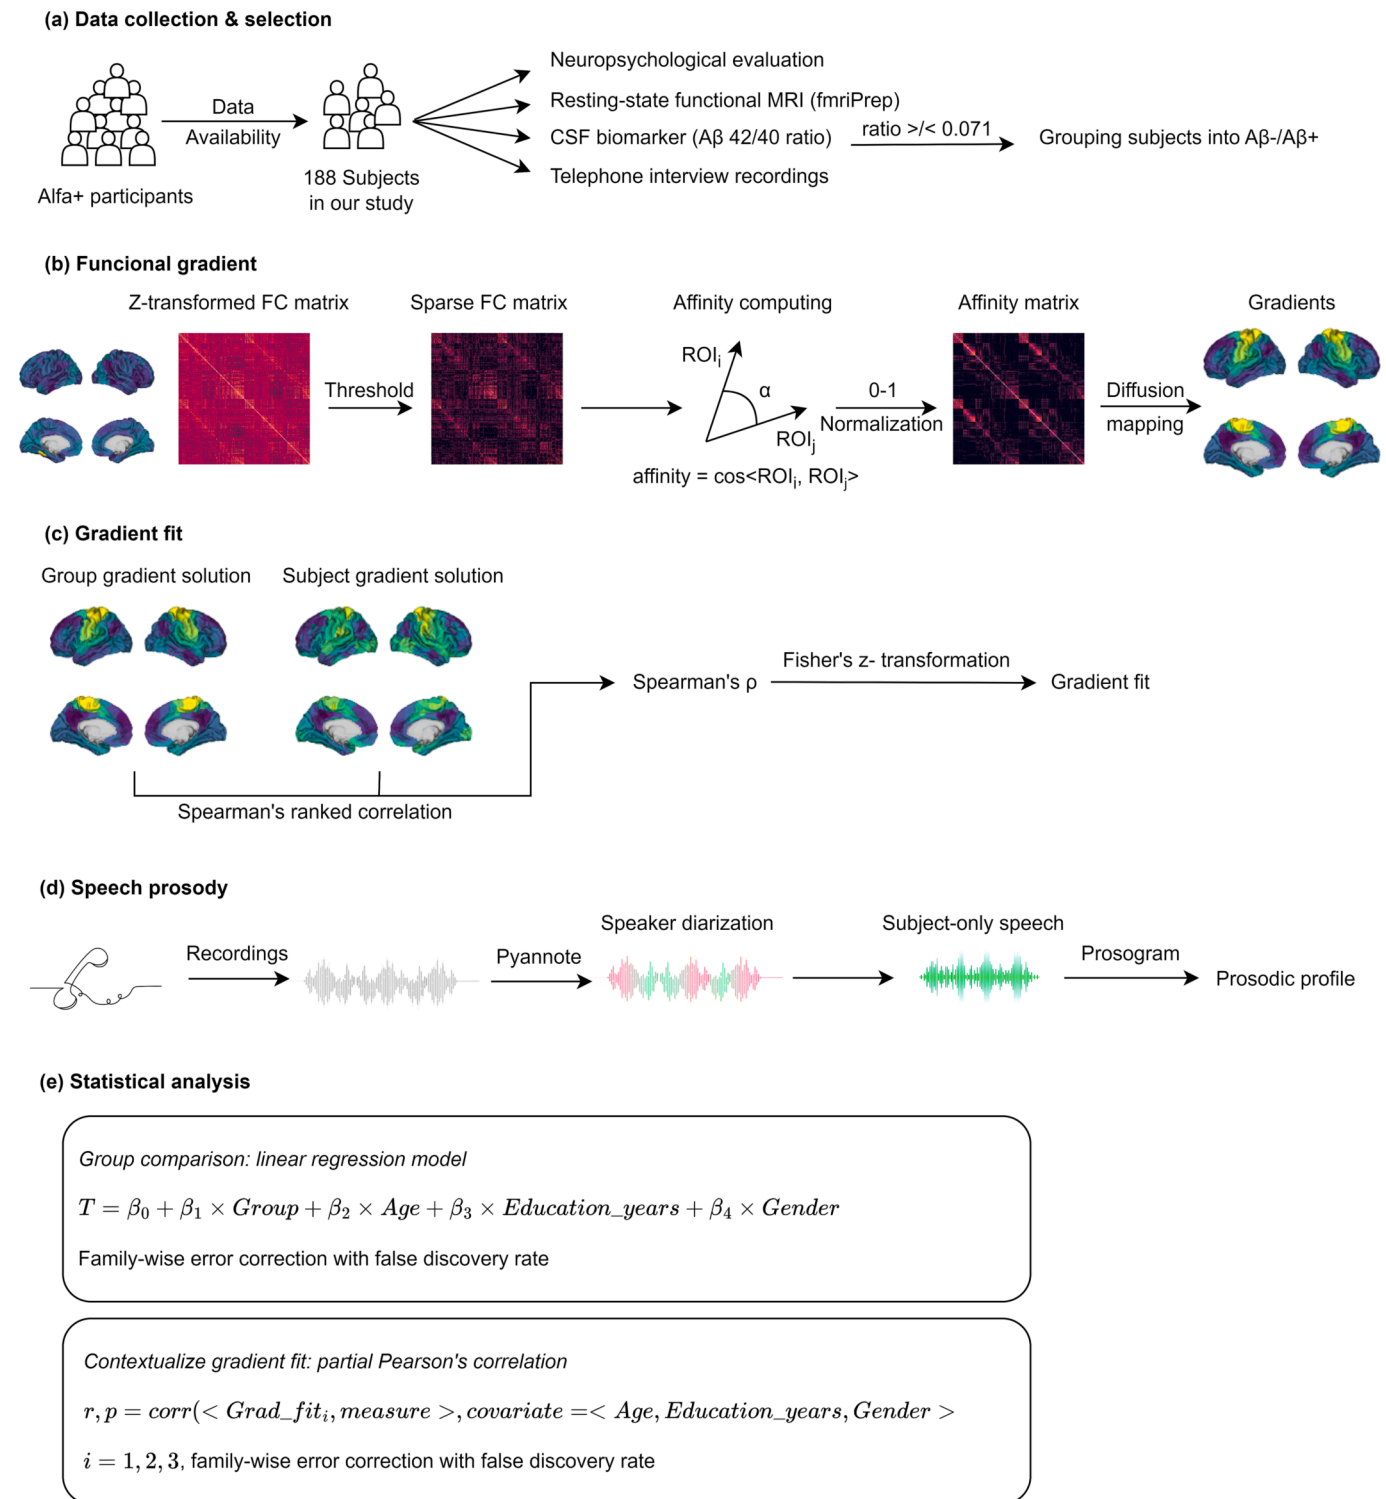 (a) Data collection & selection
Data
Availability
Alfa+ participants
188 Subjects
in our study
Neuropsychological evaluation
Resting-state functional MRI (fmriPrep)
CSF biomarker (Aβ 42/40 ratio)
ratio >/< 0.071
Grouping subjects into Aβ-/Aβ+
Telephone interview recordings
(b) Funcional gradient
Z-transformed FC matrix
Threshold
Sparse FC matrix
Affinity computing
ROIi
α
ROIj
affinity = cos<ROIi, ROIj>
0-1
Normalization
Affinity matrix
Diffusion
mapping
Gradients
(c) Gradient fit
Group gradient solution
Subject gradient solution
Spearman's ranked correlation
Spearman's ρ
Fisher's z- transformation
Gradient fit
(d) Speech prosody
Recordings
Pyannote
Speaker diarization
Subject-only speech
Prosogram
Prosodic profile
(e) Statistical analysis
Group comparison: linear regression model
T = β0 + β1 × Group + β2 × Age + β3 × Education_years + β4 × Gender
Family-wise error correction with false discovery rate
Contextualize gradient fit: partial Pearson's correlation
r, p = corr(< Grad_fiti, measure >, covariate =< Age, Education_years, Gender >
i = 1, 2, 3, family-wise error correction with false discovery rate